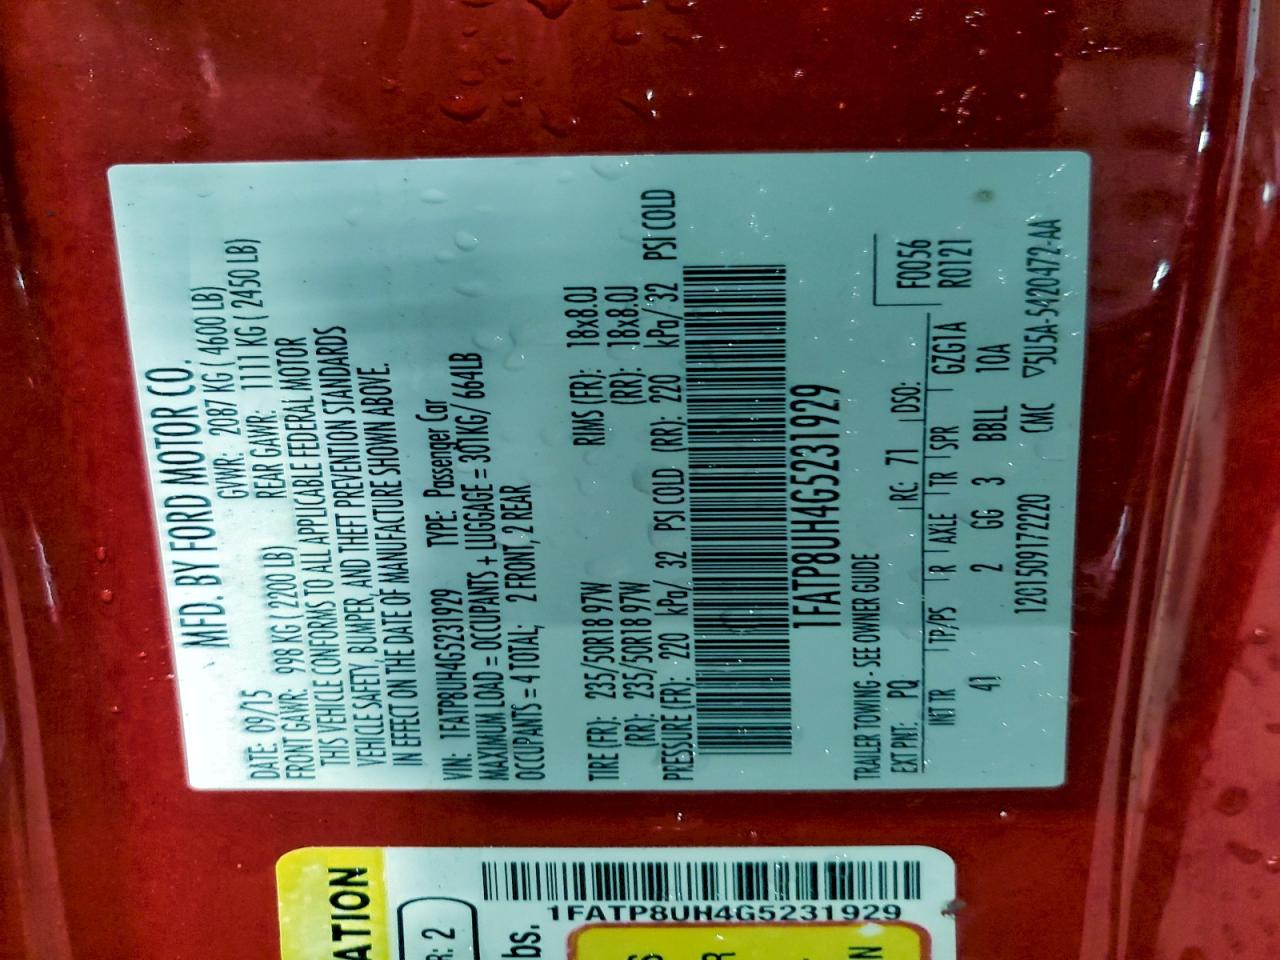 MFD. BY FORD MOTOR CO.
DATE: 09/15 GVWR: 2087 KG ( 4600 LB)
FRONT GAWR: 998 KG ( 2200 LB) REAR GAWR: 1111 KG ( 2450 LB)
THIS VEHICLE CONFORMS TO ALL APPLICABLE FEDERAL MOTOR
VEHICLE SAFETY, BUMPER, AND THEFT PREVENTION STANDARDS
IN EFFECT ON THE DATE OF MANUFACTURE SHOWN ABOVE.
VIN: 1FATP8UH4G5231929 TYPE: Passenger Car
MAXIMUM LOAD = OCCUPANTS + LUGGAGE = 301KG/ 664LB
OCCUPANTS = 4 TOTAL; 2 FRONT, 2 REAR
TIRE (FR): 235/50R18 97W RIMS (FR): 18x8.0J
(RR): 235/50R18 97W (RR): 18x8.0J
PRESSURE (FR): 220 kPa/ 32 PSI COLD (RR): 220 kPa/ 32 PSI COLD
1FATP8UH4G5231929
TRAILER TOWING - SEE OWNER GUIDE
EXT PNT: PQ RC: 71 DSO: F0056
INT TR TP/PS R AXLE TR SPR GZG1A R0121
41 2 GG 3 BBL 10A
1201509172220 CMC ▽5U5A-5420472-AA
ATION
R: 2
1FATP8UH4G5231929
bs.